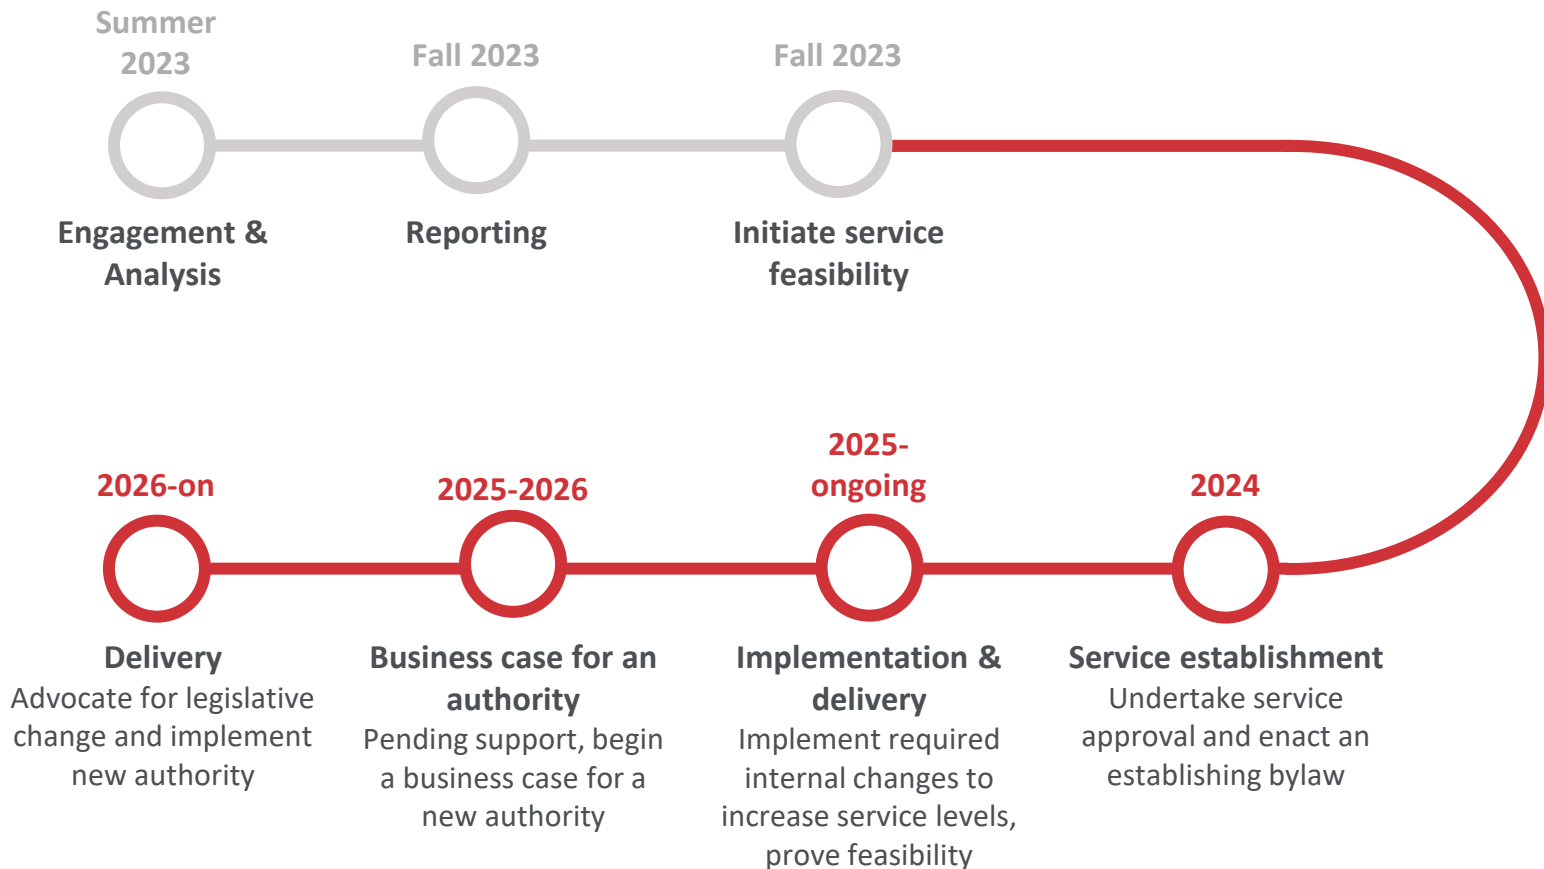 Summer
2023
Engagement &
Analysis
Fall 2023
Reporting
Fall 2023
Initiate service
feasibility
2026-on
Delivery
Advocate for legislative
change and implement
new authority
2025-2026
Business case for an
authority
Pending support, begin
a business case for a
new authority
2025-
ongoing
Implementation &
delivery
Implement required
internal changes to
increase service levels,
prove feasibility
2024
Service establishment
Undertake service
approval and enact an
establishing bylaw